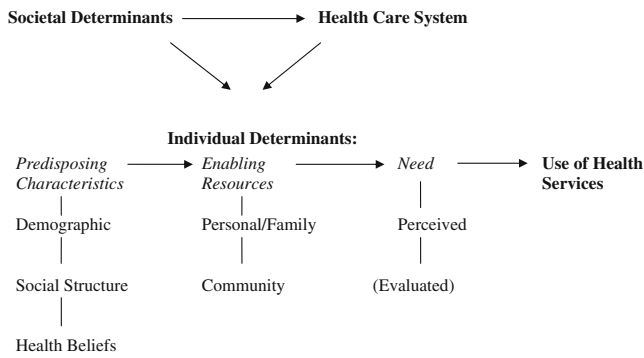 Societal Determinants Health Care System
Individual Determinants:
Predisposing Enabling Need Use of Health
Characteristics Resources Services
Demographic Personal/Family Perceived
Social Structure Community (Evaluated)
Health Beliefs